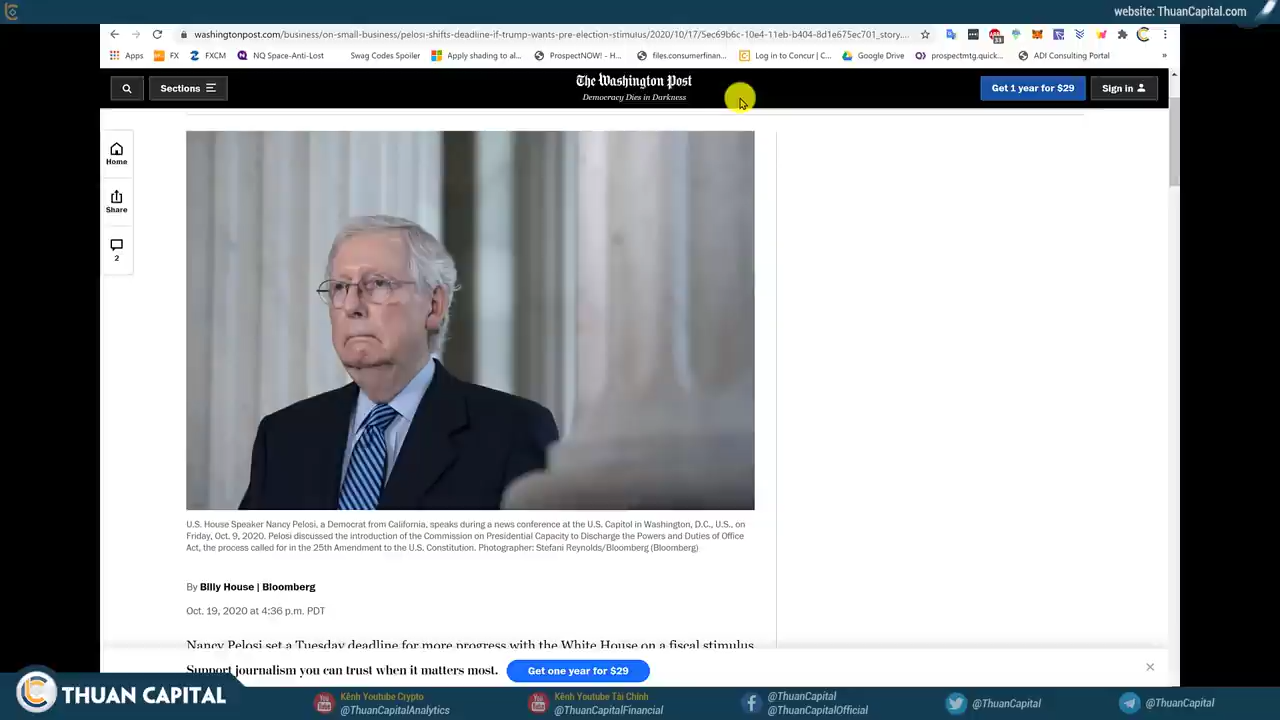 website: ThuanCapital.com
washingtonpost.com/business/on-small-business/pelosi-shifts-deadline-if-trump-wants-pre-election-stimulus/2020/10/17/5ec69b6c-10e4-11eb-b404-8d1e675ec701_story....
Apps FX FXCM NQ Space-Anti-Lost Swag Codes Spoiler Apply shading to al... ProspectNOW! - H... files.consumerfinan... Log in to Concur | C... Google Drive prospectmtg.quick... ADI Consulting Portal »
Sections
The Washington Post
Democracy Dies in Darkness
Get 1 year for $29
Sign in
Home
Share
2
U.S. House Speaker Nancy Pelosi, a Democrat from California, speaks during a news conference at the U.S. Capitol in Washington, D.C., U.S., on
Friday, Oct. 9, 2020. Pelosi discussed the introduction of the Commission on Presidential Capacity to Discharge the Powers and Duties of Office
Act, the process called for in the 25th Amendment to the U.S. Constitution. Photographer: Stefani Reynolds/Bloomberg (Bloomberg)
By Billy House | Bloomberg
Oct. 19, 2020 at 4:36 p.m. PDT
Nancy Pelosi set a Tuesday deadline for more progress with the White House on a fiscal stimulus
Support journalism you can trust when it matters most.
Get one year for $29
THUAN CAPITAL
Kênh Youtube Crypto
@ThuanCapitalAnalytics
Kênh Youtube Tài Chính
@ThuanCapitalFinancial
@ThuanCapital
@ThuanCapitalOfficial
@ThuanCapital
@ThuanCapital